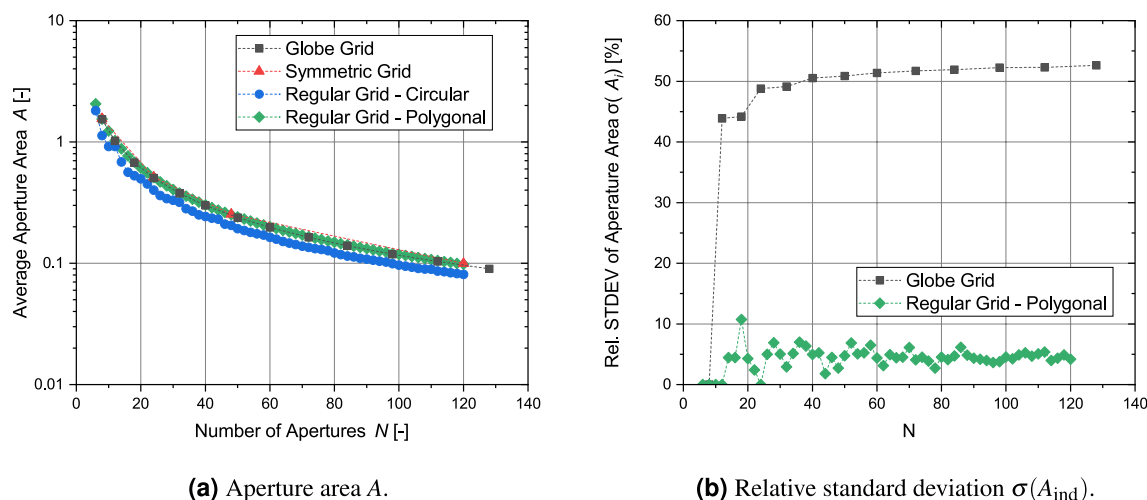 10
1
0.1
0.01
0 20 40 60 80 100 120 140
Average Aperture Area A [-]
Number of Apertures N [-]
Globe Grid
Symmetric Grid
Regular Grid - Circular
Regular Grid - Polygonal
(a) Aperture area A.
60
50
40
30
20
10
0
0 20 40 60 80 100 120 140
Rel. STDEV of Aperature Area σ( Aᵢ) [%]
N
Globe Grid
Regular Grid - Polygonal
(b) Relative standard deviation σ(A_ind).